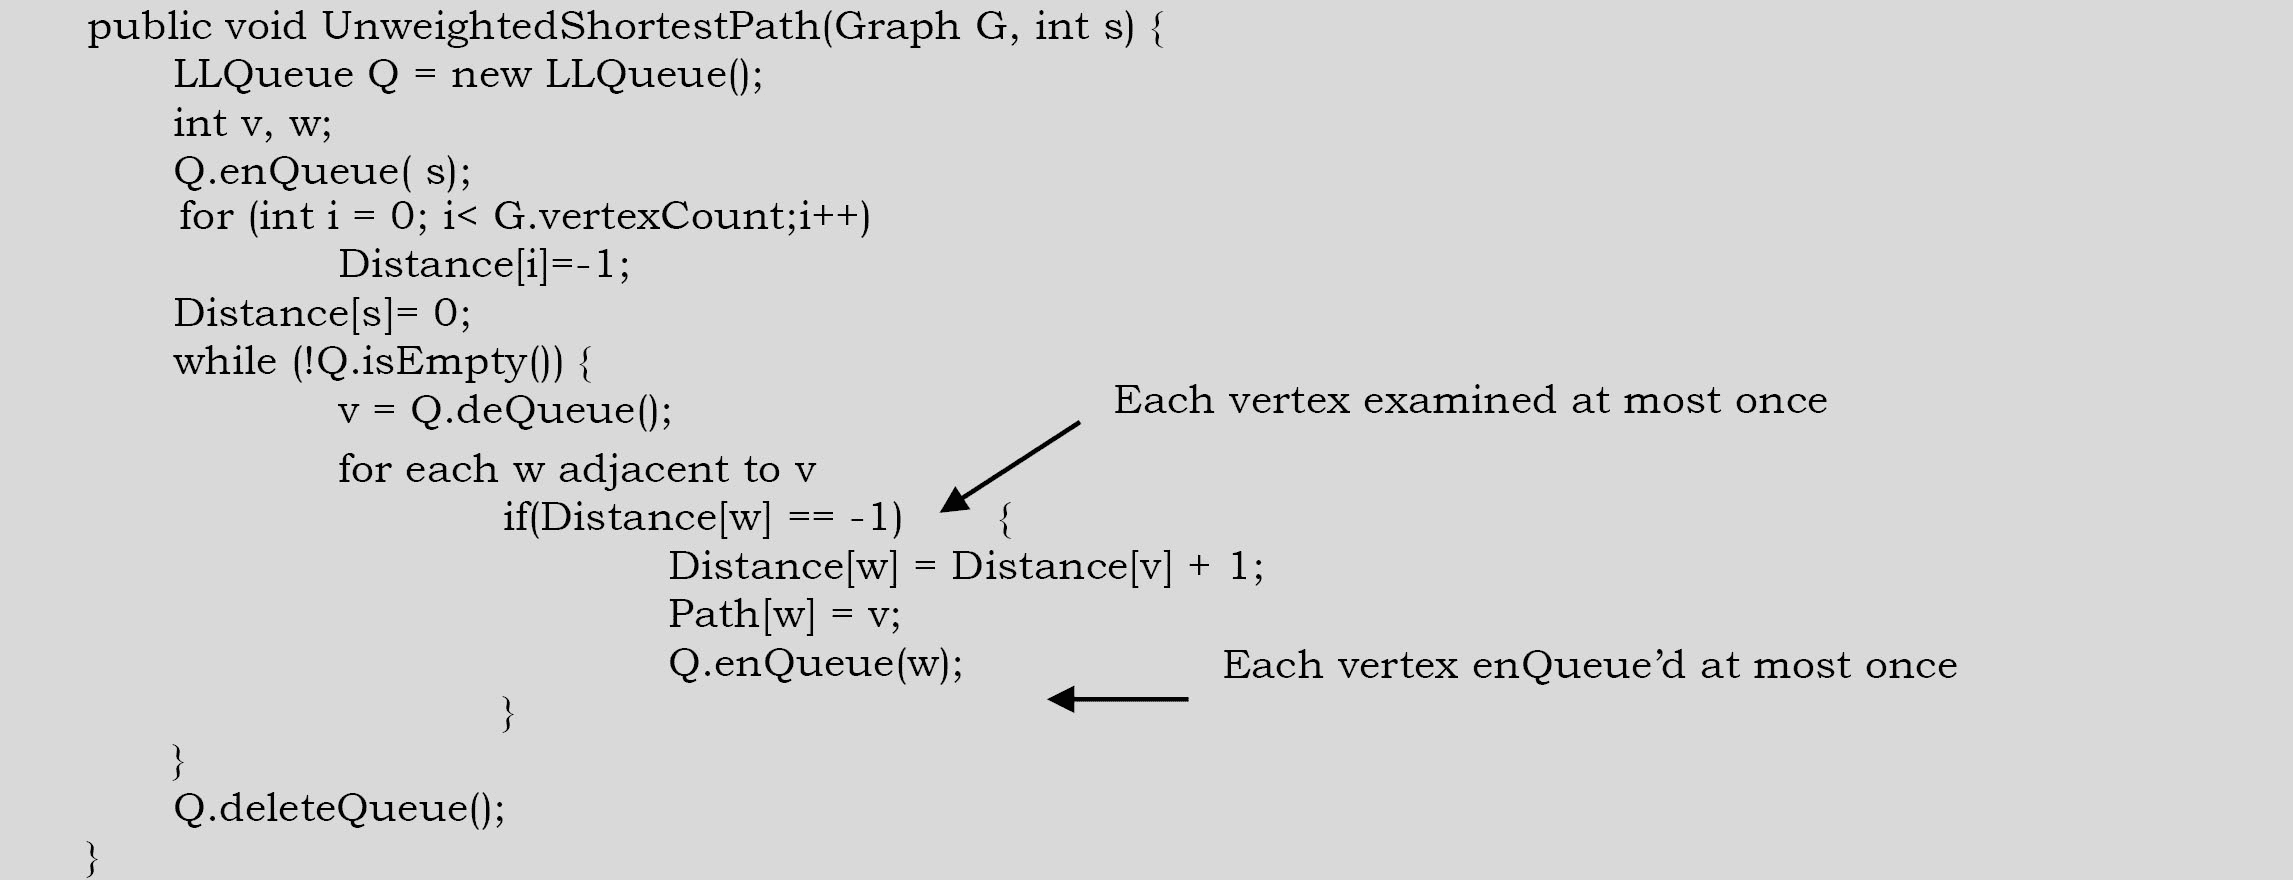 public void UnweightedShortestPath(Graph G, int s) {
LLQueue Q = new LLQueue();
int v, w;
Q.enQueue( s);
for (int i = 0; i< G.vertexCount;i++)
Distance[i]=-1;
Distance[s]= 0;
while (!Q.isEmpty()) {
v = Q.deQueue();
Each vertex examined at most once
for each w adjacent to v
if(Distance[w] == -1) {
Distance[w] = Distance[v] + 1;
Path[w] = v;
Q.enQueue(w);
Each vertex enQueue’d at most once
}
}
Q.deleteQueue();
}